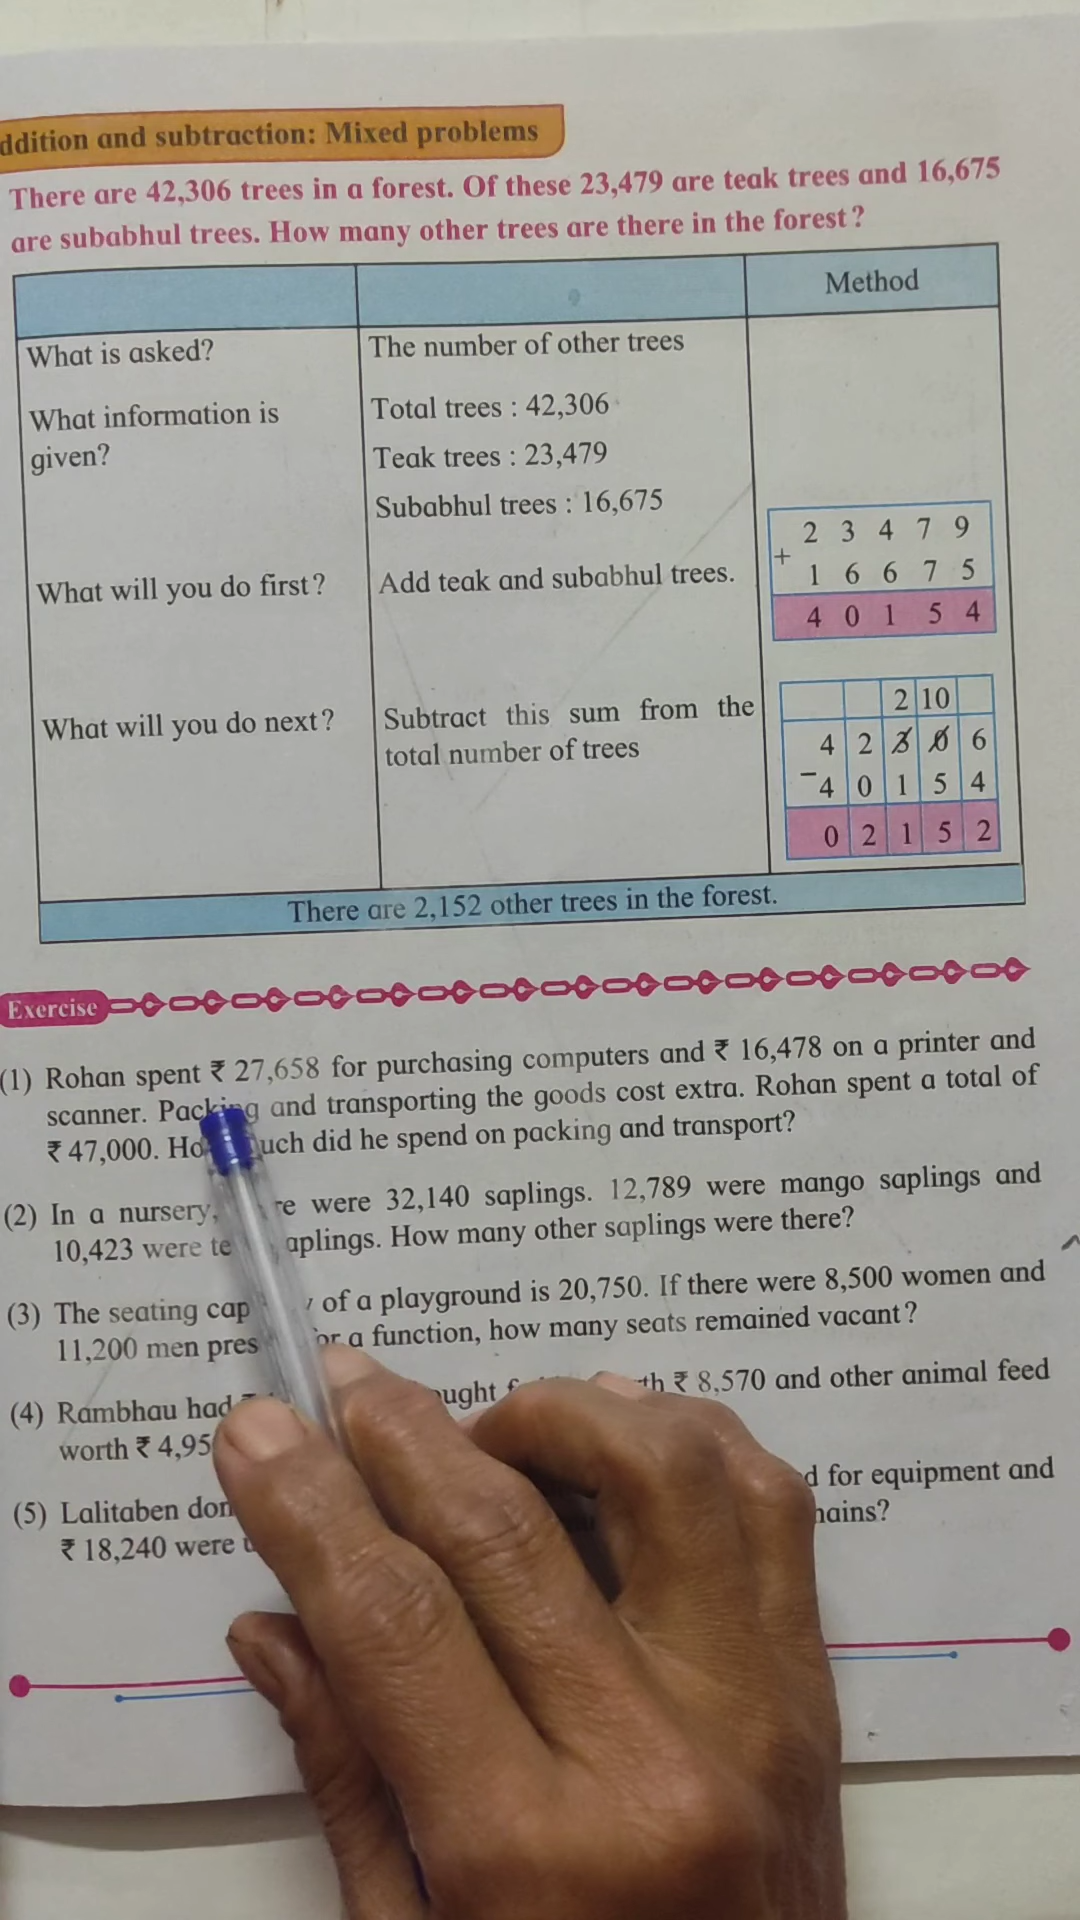 ddition and subtraction: Mixed problems
There are 42,306 trees in a forest. Of these 23,479 are teak trees and 16,675
are subabhul trees. How many other trees are there in the forest?
Method
What is asked?
The number of other trees
What information is
given?
Total trees : 42,306
Teak trees : 23,479
Subabhul trees : 16,675
What will you do first?
Add teak and subabhul trees.
2 3 4 7 9
+
1 6 6 7 5
4 0 1 5 4
What will you do next?
Subtract this sum from the
total number of trees
2 10
4 2 3 0 6
- 4 0 1 5 4
0 2 1 5 2
There are 2,152 other trees in the forest.
Exercise
(1) Rohan spent ₹ 27,658 for purchasing computers and ₹ 16,478 on a printer and
scanner. Packing and transporting the goods cost extra. Rohan spent a total of
₹ 47,000. Ho uch did he spend on packing and transport?
(2) In a nursery, re were 32,140 saplings. 12,789 were mango saplings and
10,423 were te aplings. How many other saplings were there?
(3) The seating cap y of a playground is 20,750. If there were 8,500 women and
11,200 men pres or a function, how many seats remained vacant?
(4) Rambhau had ought th ₹ 8,570 and other animal feed
worth ₹ 4,95
(5) Lalitaben don d for equipment and
₹ 18,240 were hains?